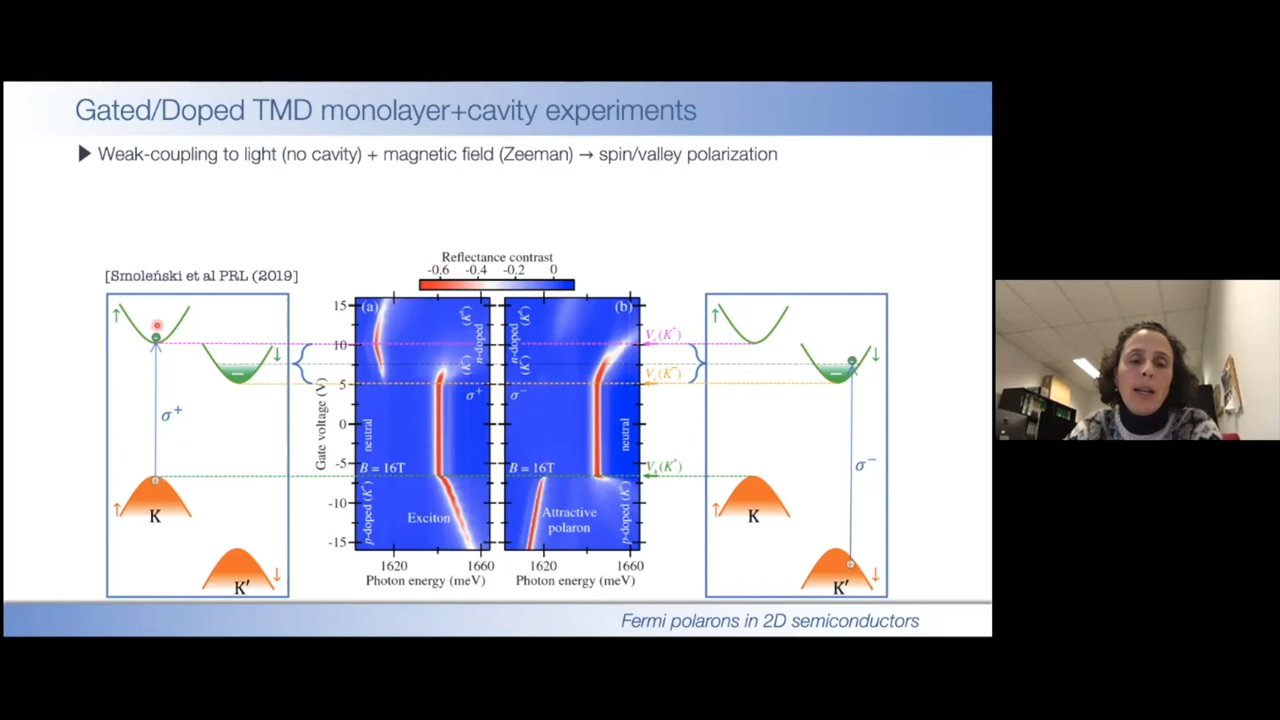 Gated/Doped TMD monolayer+cavity experiments
Weak-coupling to light (no cavity) + magnetic field (Zeeman) → spin/valley polarization
[Smoleński et al PRL (2019]
↑
↓
σ⁺
↑
K
K′
↓
Reflectance contrast
-0.6 -0.4 -0.2 0
15
10
5
0
-5
-10
-15
Gate voltage (V)
(a)
n-doped
(K⁻)
σ⁺
neutral
B = 16T
p-doped (K⁺)
Exciton
1620 1660
Photon energy (meV)
(b)
n-doped
(K⁻)
σ⁻
neutral
B = 16T
Attractive
polaron
p-doped (K⁺)
1620 1660
Photon energy (meV)
↑
↓
σ⁻
↑
K
K′
↓
Fermi polarons in 2D semiconductors